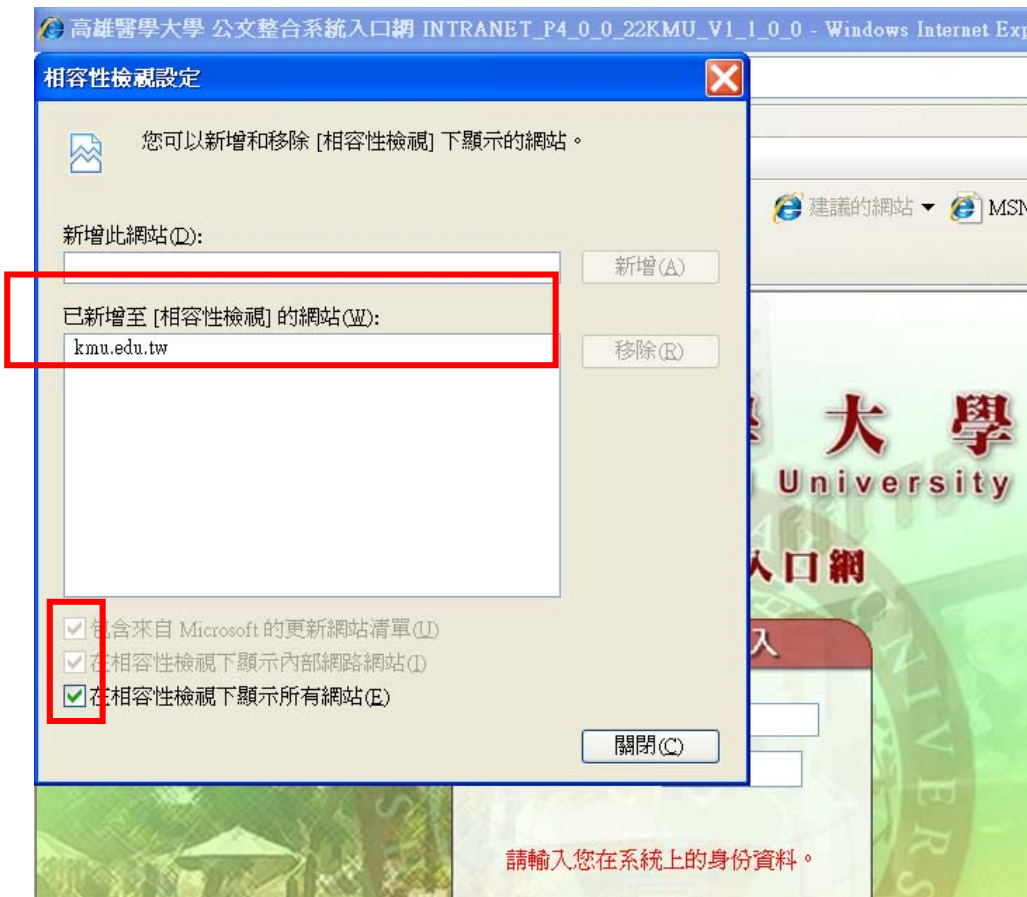 高雄醫學大學 公文整合系統入口網 INTRANET_P4_0_0_22KMU_V1_1_0_0 - Windows Internet Exp
相容性檢視設定
您可以新增和移除 [相容性檢視] 下顯示的網站。
建議的網站 MSN
新增此網站(D):
新增(A)
已新增至 [相容性檢視] 的網站(W):
kmu.edu.tw
移除(R)
大學
University
入口網
包含來自 Microsoft 的更新網站清單(U)
入
在相容性檢視下顯示內部網路網站(I)
在相容性檢視下顯示所有網站(E)
關閉(C)
請輸入您在系統上的身份資料。